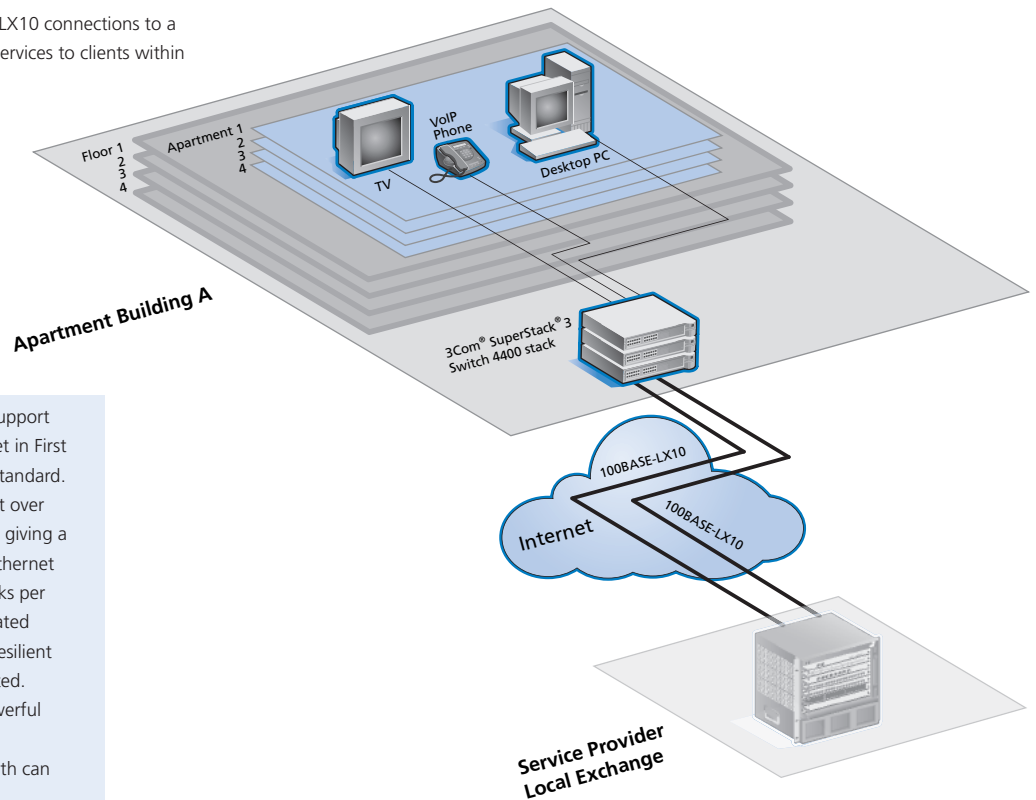 LX10 connections to a
ervices to clients within
Floor 1
2
3
4
Apartment 1
2
3
4
TV
VoIP
Phone
Desktop PC
Apartment Building A
3Com® SuperStack® 3
Switch 4400 stack
upport
et in First
tandard.
t over
giving a
thernet
ks per
ated
esilient
ed.
verful
th can
100BASE-LX10
100BASE-LX10
Internet
Service Provider
Local Exchange